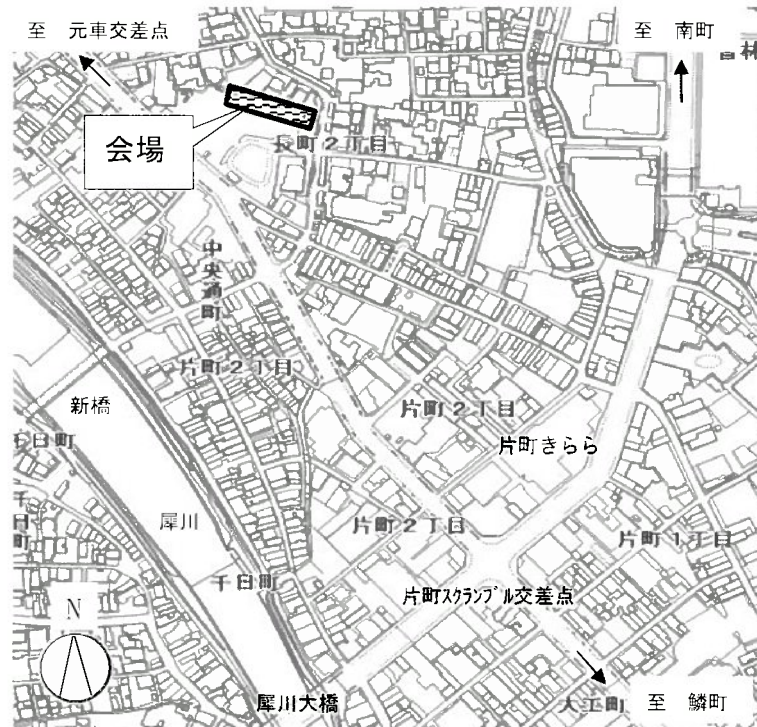 至 元車交差点
至 南町
会場
長町2丁目
中央通町
片町2丁目
片町2丁目
新橋
片町きらら
犀川
片町2丁目
片町1丁目
千日町
片町スクランブル交差点
N
犀川大橋
大工町
至 鱗町